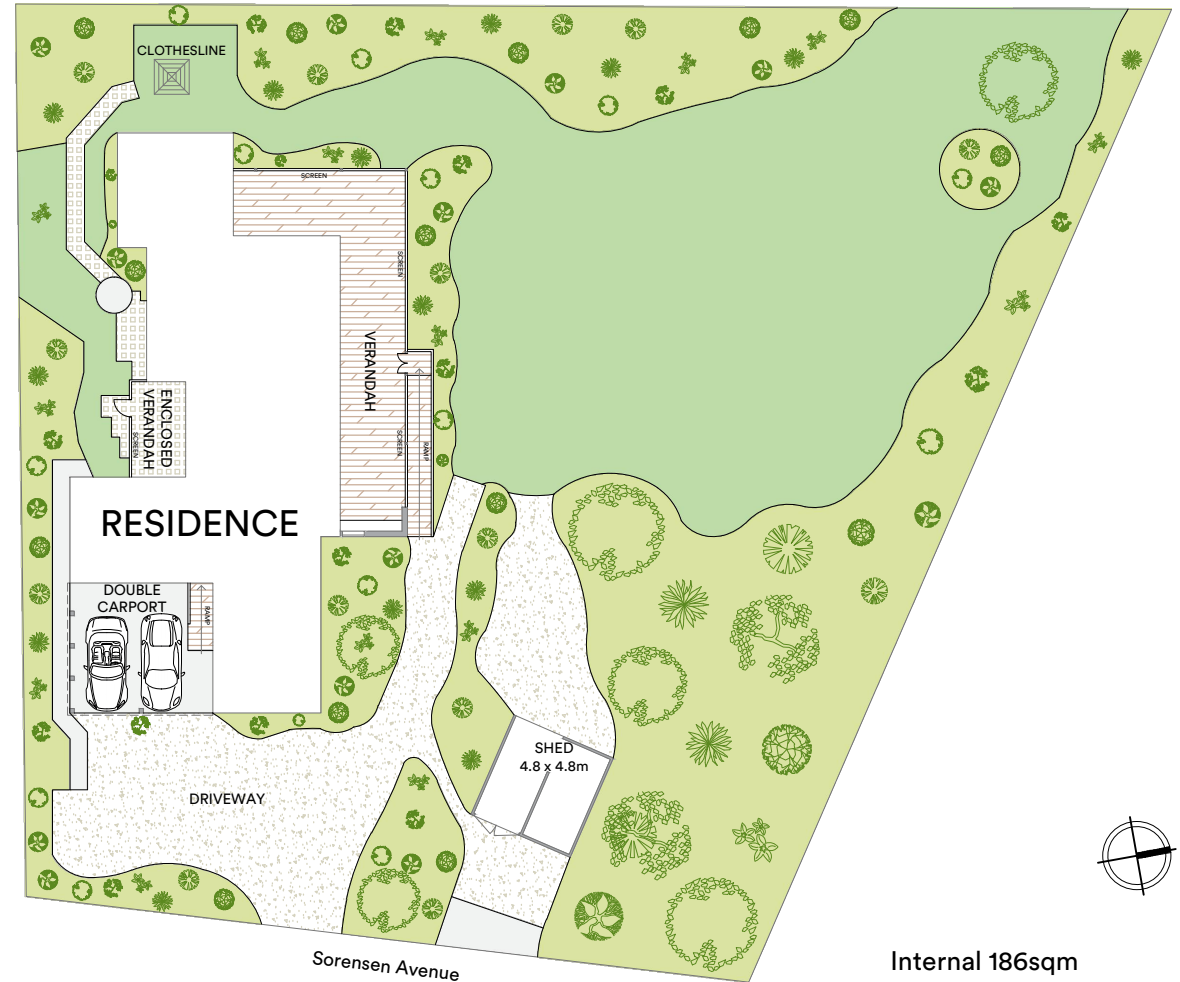 CLOTHESLINE
SCREEN
SCREEN
VERANDAH
ENCLOSED
VERANDAH
SCREEN
SCREEN
RAMP
RESIDENCE
DOUBLE
CARPORT
RAMP
SHED
4.8 x 4.8m
DRIVEWAY
Sorensen Avenue
Internal 186sqm